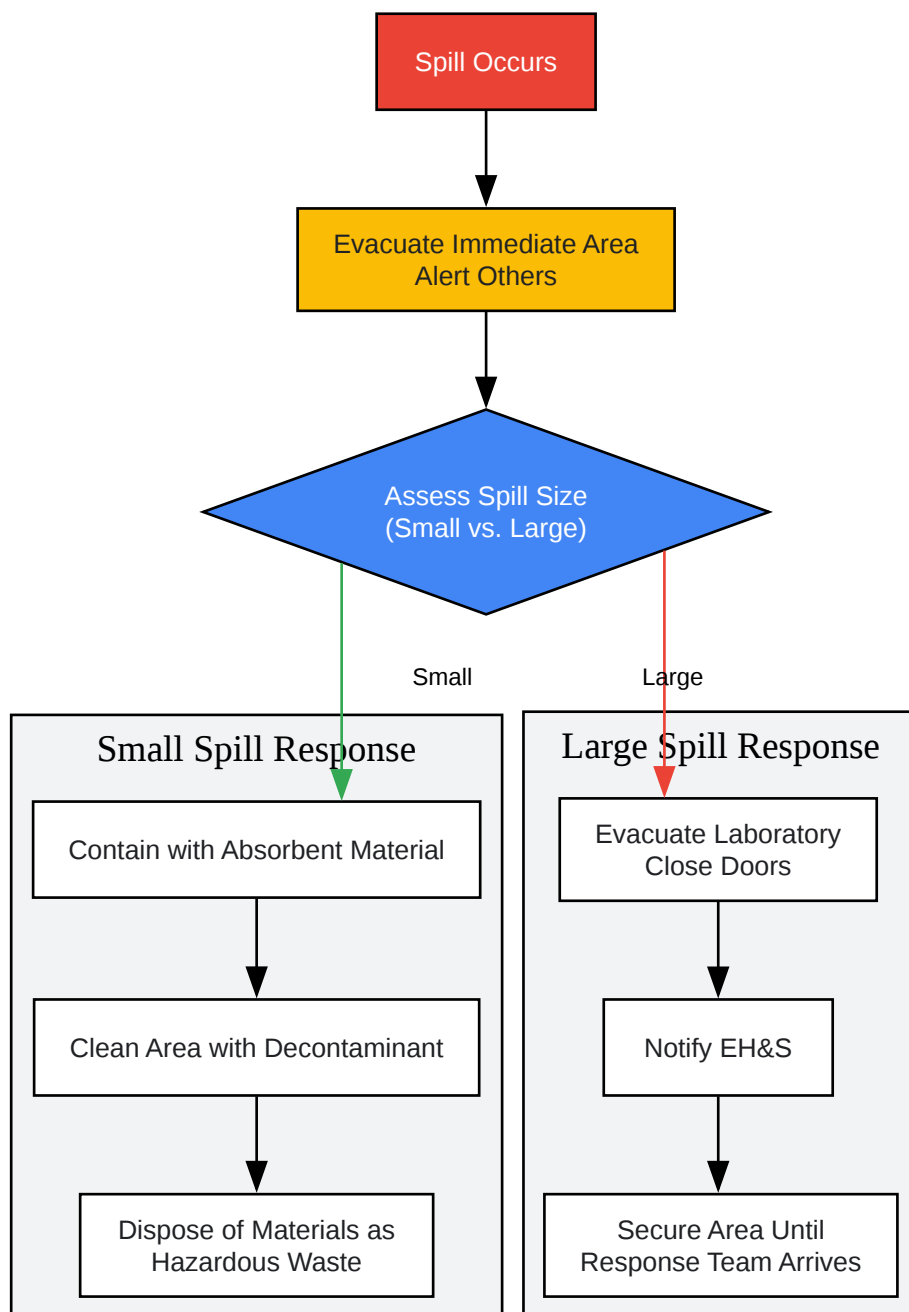 Spill Occurs
Evacuate Immediate Area
Alert Others
Assess Spill Size
(Small vs. Large)
Small
Large
Small Spill Response
Contain with Absorbent Material
Clean Area with Decontaminant
Dispose of Materials as
Hazardous Waste
Large Spill Response
Evacuate Laboratory
Close Doors
Notify EH&S
Secure Area Until
Response Team Arrives